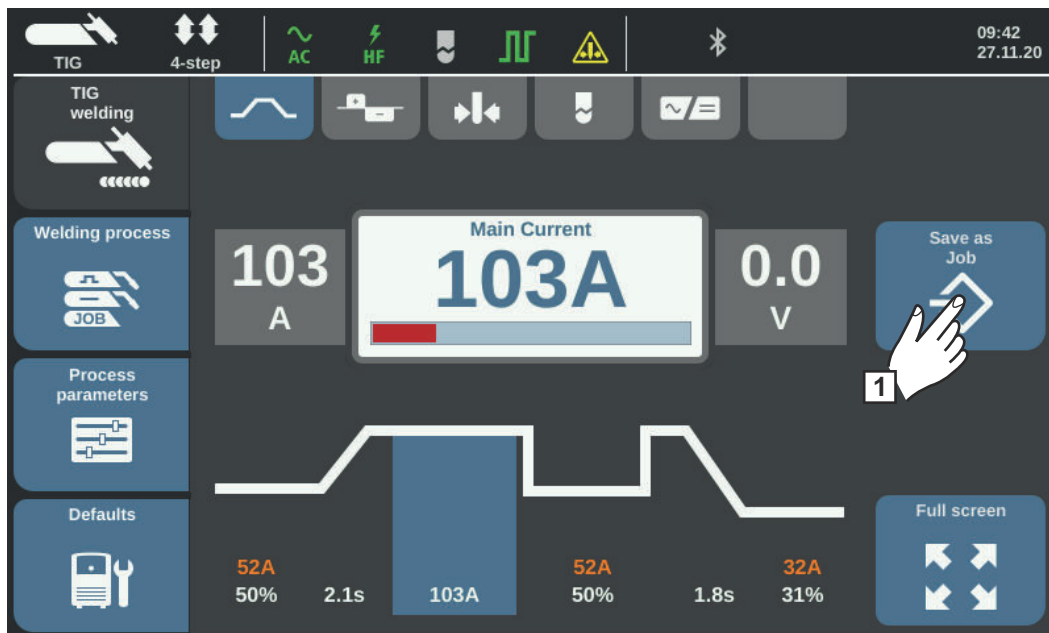 TIG
4-step
AC
HF
09:42
27.11.20
TIG
welding
Welding process
JOB
Process
parameters
Defaults
103
A
Main Current
103A
0.0
V
Save as
Job
1
Full screen
52A
52A
32A
50%
2.1s
103A
50%
1.8s
31%